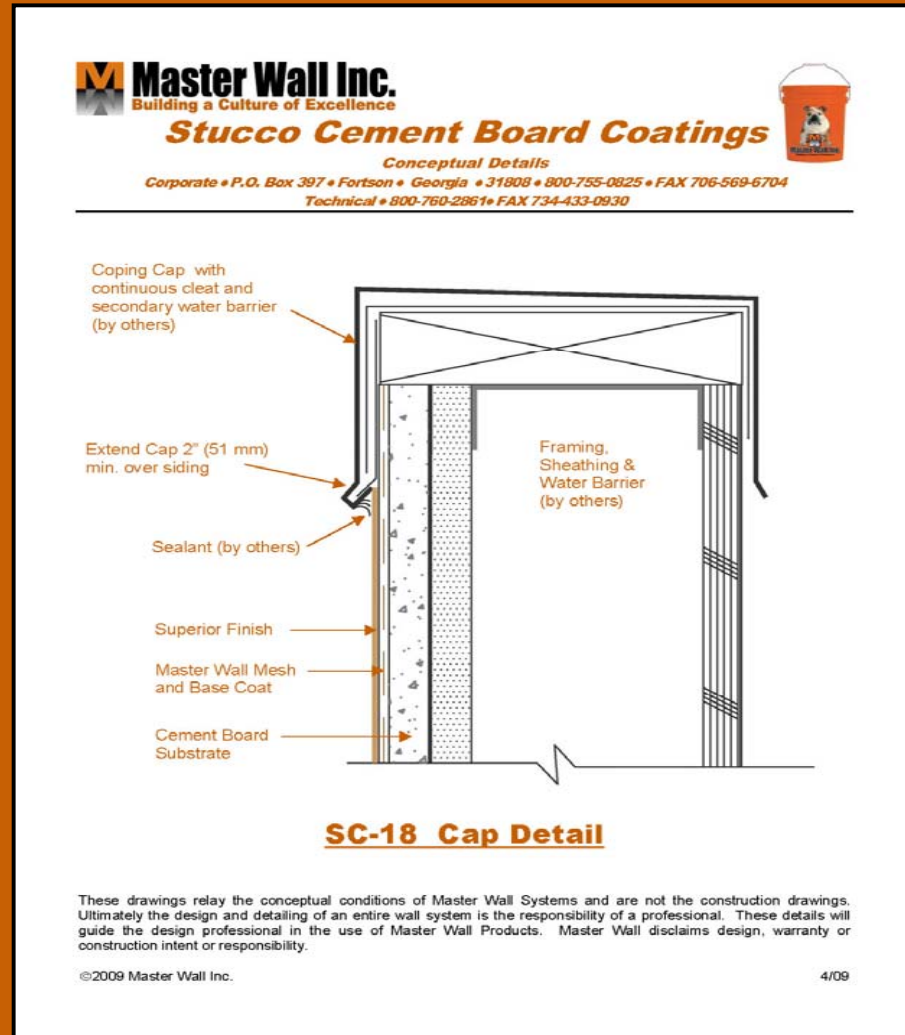 Master Wall Inc.
Building a Culture of Excellence
Stucco Cement Board Coatings
Master Wall Inc.
Conceptual Details
Corporate • P.O. Box 397 • Fortson • Georgia • 31808 • 800-755-0825 • FAX 706-569-6704
Technical • 800-760-2861• FAX 734-433-0930
Coping Cap with
continuous cleat and
secondary water barrier
(by others)
Extend Cap 2" (51 mm)
min. over siding
Framing,
Sheathing &
Water Barrier
(by others)
Sealant (by others)
Superior Finish
Master Wall Mesh
and Base Coat
Cement Board
Substrate
SC-18 Cap Detail
These drawings relay the conceptual conditions of Master Wall Systems and are not the construction drawings.
Ultimately the design and detailing of an entire wall system is the responsibility of a professional. These details will
guide the design professional in the use of Master Wall Products. Master Wall disclaims design, warranty or
construction intent or responsibility.
©2009 Master Wall Inc.
4/09